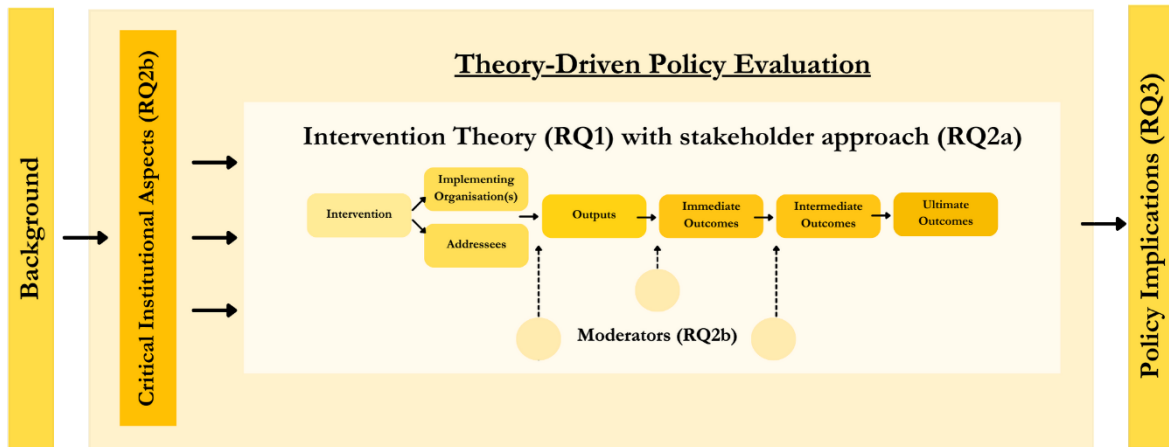 Background
Critical Institutional Aspects (RQ2b)
Theory-Driven Policy Evaluation
Intervention Theory (RQ1) with stakeholder approach (RQ2a)
Intervention
Implementing
Organisation(s)
Addressees
Outputs
Immediate
Outcomes
Intermediate
Outcomes
Ultimate
Outcomes
Moderators (RQ2b)
Policy Implications (RQ3)